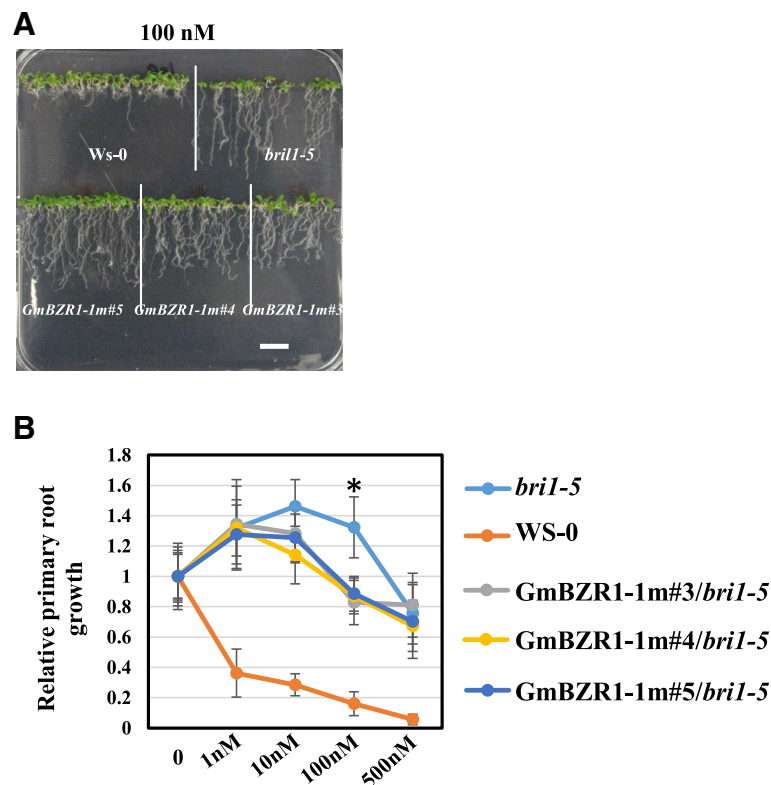 A
100 nM
Ws-0
bril1-5
GmBZR1-1m#5
GmBZR1-1m#4
GmBZR1-1m#3
B
1.8
1.6
1.4
1.2
1
0.8
0.6
0.4
0.2
0
Relative primary root
growth
*
0
1nM
10nM
100nM
500nM
bri1-5
WS-0
GmBZR1-1m#3/bri1-5
GmBZR1-1m#4/bri1-5
GmBZR1-1m#5/bri1-5